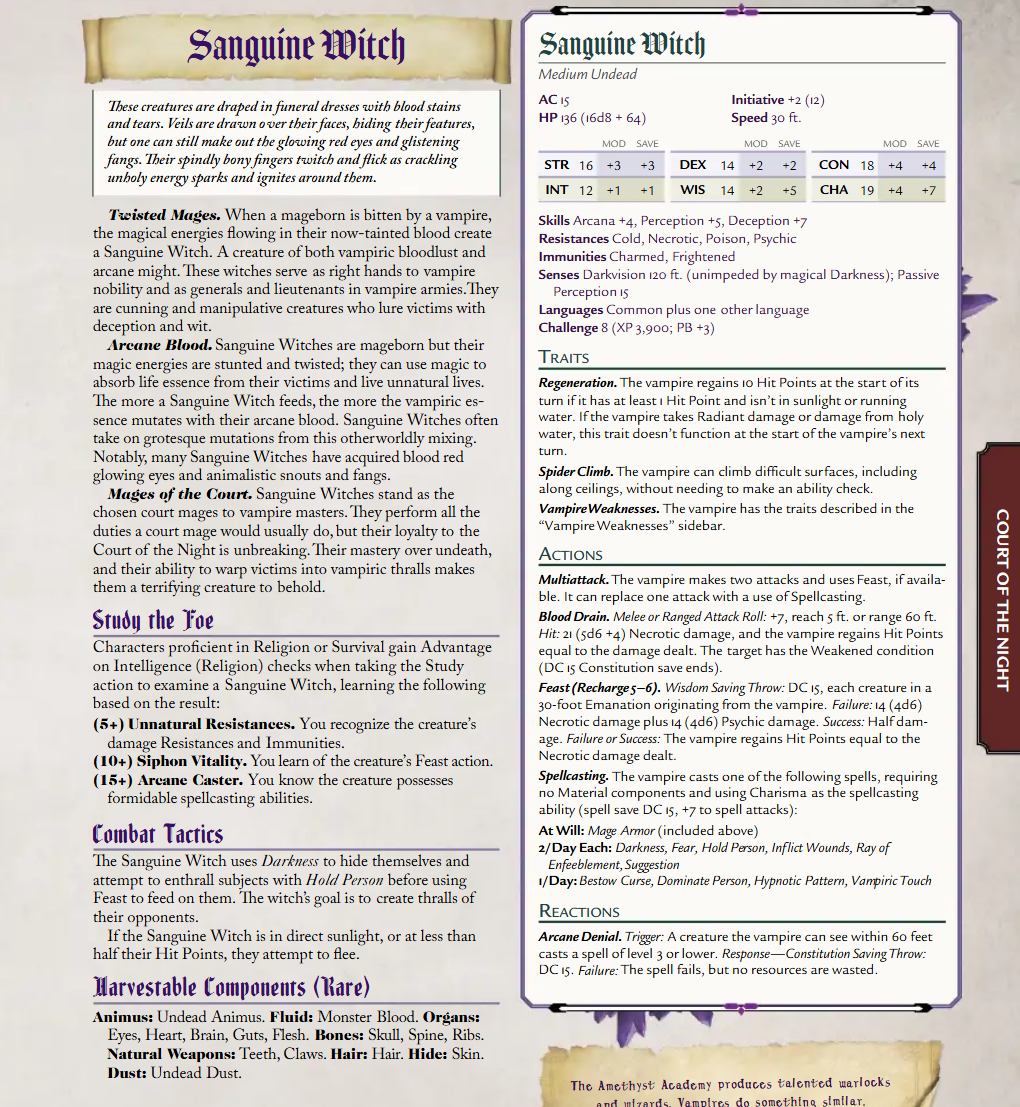 Sanguine Witch
These creatures are draped in funeral dresses with blood stains
and tears. Veils are drawn over their faces, hiding their features,
but one can still make out the glowing red eyes and glistening
fangs. Their spindly bony fingers twitch and flick as crackling
unholy energy sparks and ignites around them.
Twisted Mages. When a mageborn is bitten by a vampire,
the magical energies flowing in their now-tainted blood create
a Sanguine Witch. A creature of both vampiric bloodlust and
arcane might. These witches serve as right hands to vampire
nobility and as generals and lieutenants in vampire armies.They
are cunning and manipulative creatures who lure victims with
deception and wit.
Arcane Blood. Sanguine Witches are mageborn but their
magic energies are stunted and twisted; they can use magic to
absorb life essence from their victims and live unnatural lives.
The more a Sanguine Witch feeds, the more the vampiric es-
sence mutates with their arcane blood. Sanguine Witches often
take on grotesque mutations from this otherworldly mixing.
Notably, many Sanguine Witches have acquired blood red
glowing eyes and animalistic snouts and fangs.
Mages of the Court. Sanguine Witches stand as the
chosen court mages to vampire masters. They perform all the
duties a court mage would usually do, but their loyalty to the
Court of the Night is unbreaking. Their mastery over undeath,
and their ability to warp victims into vampiric thralls makes
them a terrifying creature to behold.
Study the Foe
Characters proficient in Religion or Survival gain Advantage
on Intelligence (Religion) checks when taking the Study
action to examine a Sanguine Witch, learning the following
based on the result:
(5+) Unnatural Resistances. You recognize the creature's
damage Resistances and Immunities.
(10+) Siphon Vitality. You learn of the creature's Feast action.
(15+) Arcane Caster. You know the creature possesses
formidable spellcasting abilities.
Combat Tactics
The Sanguine Witch uses Darkness to hide themselves and
attempt to enthrall subjects with Hold Person before using
Feast to feed on them. The witch's goal is to create thralls of
their opponents.
If the Sanguine Witch is in direct sunlight, or at less than
half their Hit Points, they attempt to flee.
Harvestable Components (Rare)
Animus: Undead Animus. Fluid: Monster Blood. Organs:
Eyes, Heart, Brain, Guts, Flesh. Bones: Skull, Spine, Ribs.
Natural Weapons: Teeth, Claws. Hair: Hair. Hide: Skin.
Dust: Undead Dust.
Sanguine Witch
Medium Undead
AC 15 Initiative +2 (12)
HP 136 (16d8 + 64) Speed 30 ft.
MOD SAVE MOD SAVE MOD SAVE
STR 16 +3 +3 DEX 14 +2 +2 CON 18 +4 +4
INT 12 +1 +1 WIS 14 +2 +5 CHA 19 +4 +7
Skills Arcana +4, Perception +5, Deception +7
Resistances Cold, Necrotic, Poison, Psychic
Immunities Charmed, Frightened
Senses Darkvision 120 ft. (unimpeded by magical Darkness); Passive
Perception 15
Languages Common plus one other language
Challenge 8 (XP 3,900; PB +3)
Traits
Regeneration. The vampire regains 10 Hit Points at the start of its
turn if it has at least 1 Hit Point and isn't in sunlight or running
water. If the vampire takes Radiant damage or damage from holy
water, this trait doesn't function at the start of the vampire's next
turn.
Spider Climb. The vampire can climb difficult surfaces, including
along ceilings, without needing to make an ability check.
Vampire Weaknesses. The vampire has the traits described in the
"Vampire Weaknesses" sidebar.
Actions
Multiattack. The vampire makes two attacks and uses Feast, if availa-
ble. It can replace one attack with a use of Spellcasting.
Blood Drain. Melee or Ranged Attack Roll: +7, reach 5 ft. or range 60 ft.
Hit: 21 (5d6 +4) Necrotic damage, and the vampire regains Hit Points
equal to the damage dealt. The target has the Weakened condition
(DC 15 Constitution save ends).
Feast (Recharge 5–6). Wisdom Saving Throw: DC 15, each creature in a
30-foot Emanation originating from the vampire. Failure: 14 (4d6)
Necrotic damage plus 14 (4d6) Psychic damage. Success: Half dam-
age. Failure or Success: The vampire regains Hit Points equal to the
Necrotic damage dealt.
Spellcasting. The vampire casts one of the following spells, requiring
no Material components and using Charisma as the spellcasting
ability (spell save DC 15, +7 to spell attacks):
At Will: Mage Armor (included above)
2/Day Each: Darkness, Fear, Hold Person, Inflict Wounds, Ray of
Enfeeblement, Suggestion
1/Day: Bestow Curse, Dominate Person, Hypnotic Pattern, Vampiric Touch
Reactions
Arcane Denial. Trigger: A creature the vampire can see within 60 feet
casts a spell of level 3 or lower. Response—Constitution Saving Throw:
DC 15. Failure: The spell fails, but no resources are wasted.
The Amethyst Academy produces talented warlocks
and wizards. Vampires do something similar.
COURT OF THE NIGHT